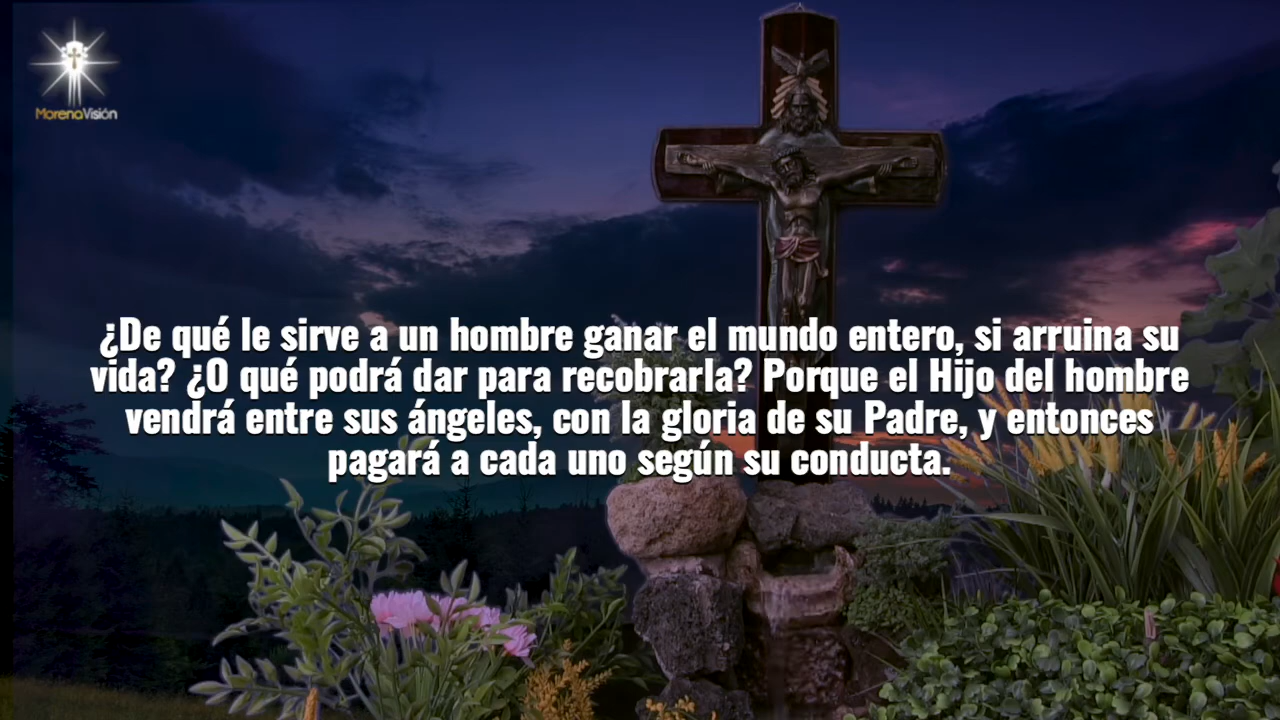 MorenaVisión
¿De qué le sirve a un hombre ganar el mundo entero, si arruina su
vida? ¿O qué podrá dar para recobrarla? Porque el Hijo del hombre
vendrá entre sus ángeles, con la gloria de su Padre, y entonces
pagará a cada uno según su conducta.